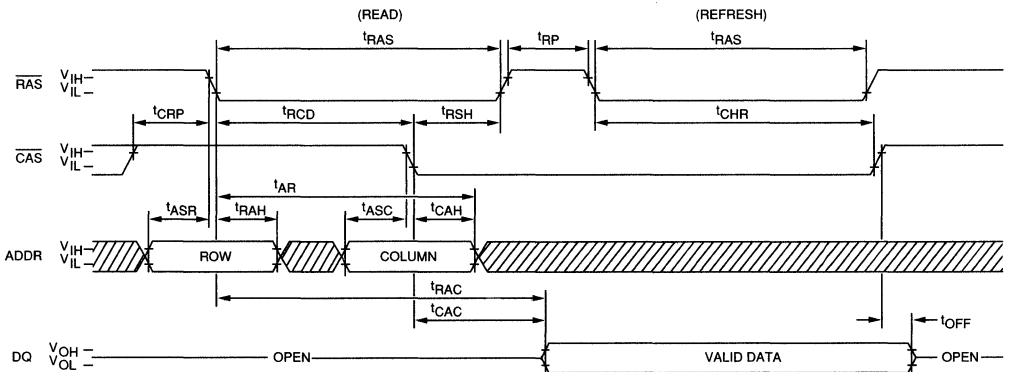 (READ) (REFRESH)
tRAS tRP tRAS
RAS VIH VIL
tCRP tRCD tRSH tCHR
CAS VIH VIL
tAR
tASR tRAH tASC tCAH
ADDR VIH VIL ROW COLUMN
tRAC
tCAC
tOFF
DQ VOH VOL OPEN VALID DATA OPEN